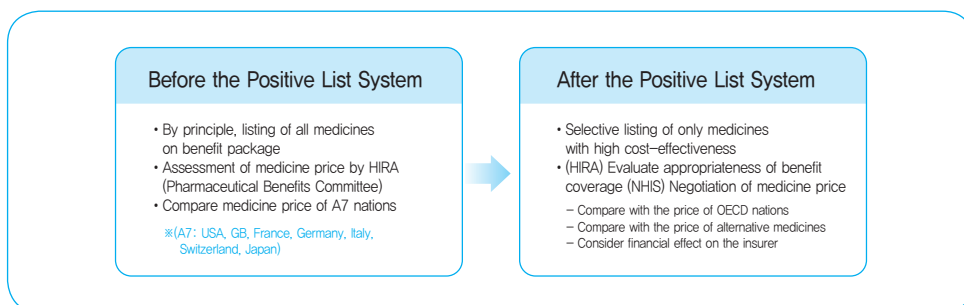 Before the Positive List System
• By principle, listing of all medicines
on benefit package
• Assessment of medicine price by HIRA
(Pharmaceutical Benefits Committee)
• Compare medicine price of A7 nations
※(A7: USA, GB, France, Germany, Italy,
Switzerland, Japan)
After the Positive List System
• Selective listing of only medicines
with high cost-effectiveness
• (HIRA) Evaluate appropriateness of benefit
coverage (NHIS) Negotiation of medicine price
– Compare with the price of OECD nations
– Compare with the price of alternative medicines
– Consider financial effect on the insurer